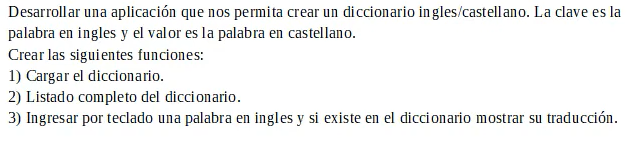 Desarrollar una aplicación que nos permita crear un diccionario ingles/castellano. La clave es la
palabra en ingles y el valor es la palabra en castellano.
Crear las siguientes funciones:
1) Cargar el diccionario.
2) Listado completo del diccionario.
3) Ingresar por teclado una palabra en ingles y si existe en el diccionario mostrar su traducción.